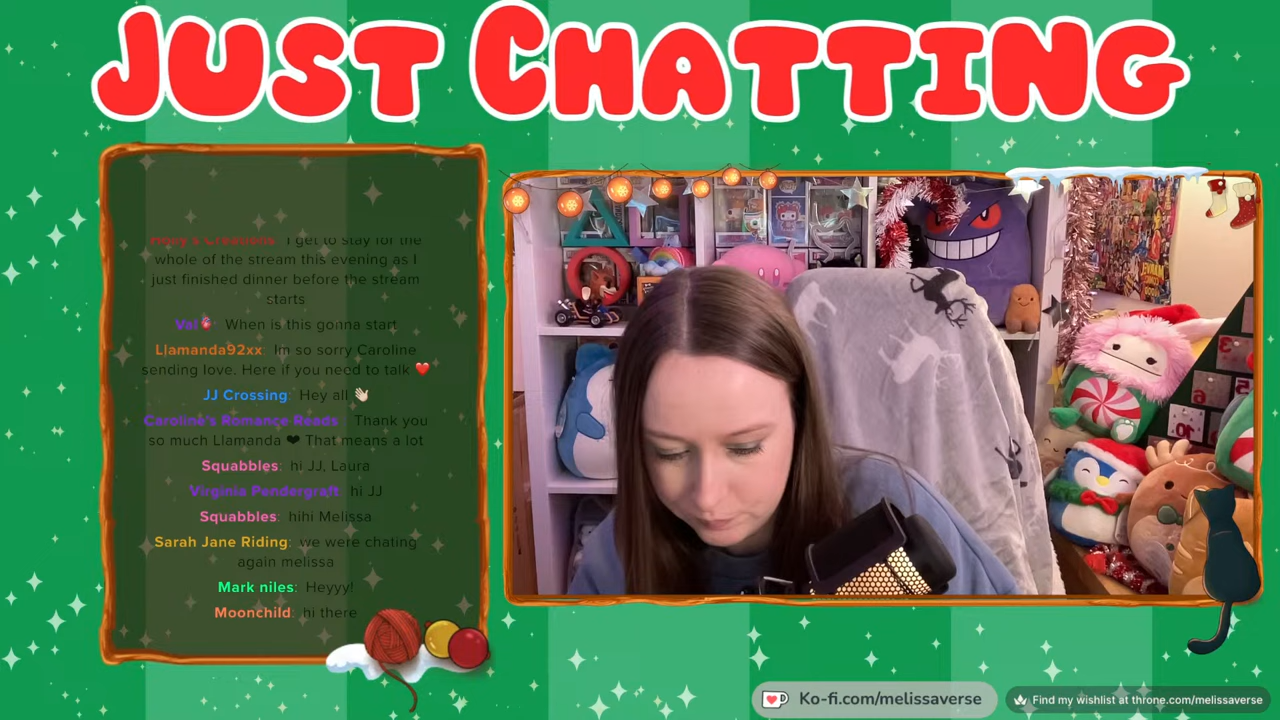 JUST CHATTING
Holly's Creations I get to stay for the
whole of the stream this evening as I
just finished dinner before the stream
starts
Val When is this gonna start
Llamanda92xx Im so sorry Caroline
sending love. Here if you need to talk ❤️
JJ Crossing: Hey all 👋🏻
Caroline's Romance Reads Thank you
so much Llamanda ❤ That means a lot
Squabbles: hi JJ, Laura
Virginia Pendergraft hi JJ
Squabbles: hihi Melissa
Sarah Jane Riding: we were chating
again melissa
Mark niles: Heyyy!
Moonchild: hi there
Ko-fi.com/melissaverse
Find my wishlist at throne.com/melissaverse